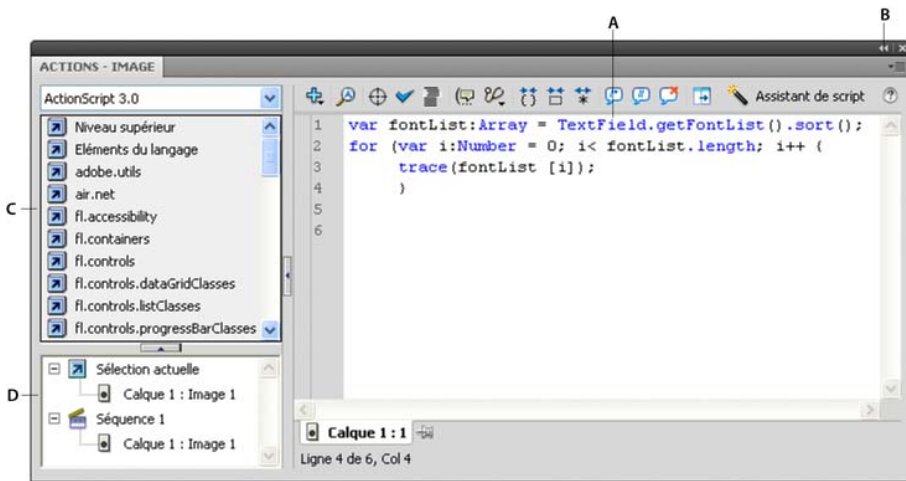 A
B
ACTIONS - IMAGE
ActionScript 3.0
Assistant de script
Niveau supérieur
Eléments du langage
adobe.utils
air.net
fl.accessibility
fl.containers
fl.controls
fl.controls.dataGridClasses
fl.controls.listClasses
fl.controls.progressBarClasses
C
1 var fontList:Array = TextField.getFontList().sort();
2 for (var i:Number = 0; i< fontList.length; i++ {
3 trace(fontList [i]);
4 }
5
6
D
Sélection actuelle
Calque 1 : Image 1
Séquence 1
Calque 1 : Image 1
Calque 1 : 1
Ligne 4 de 6, Col 4